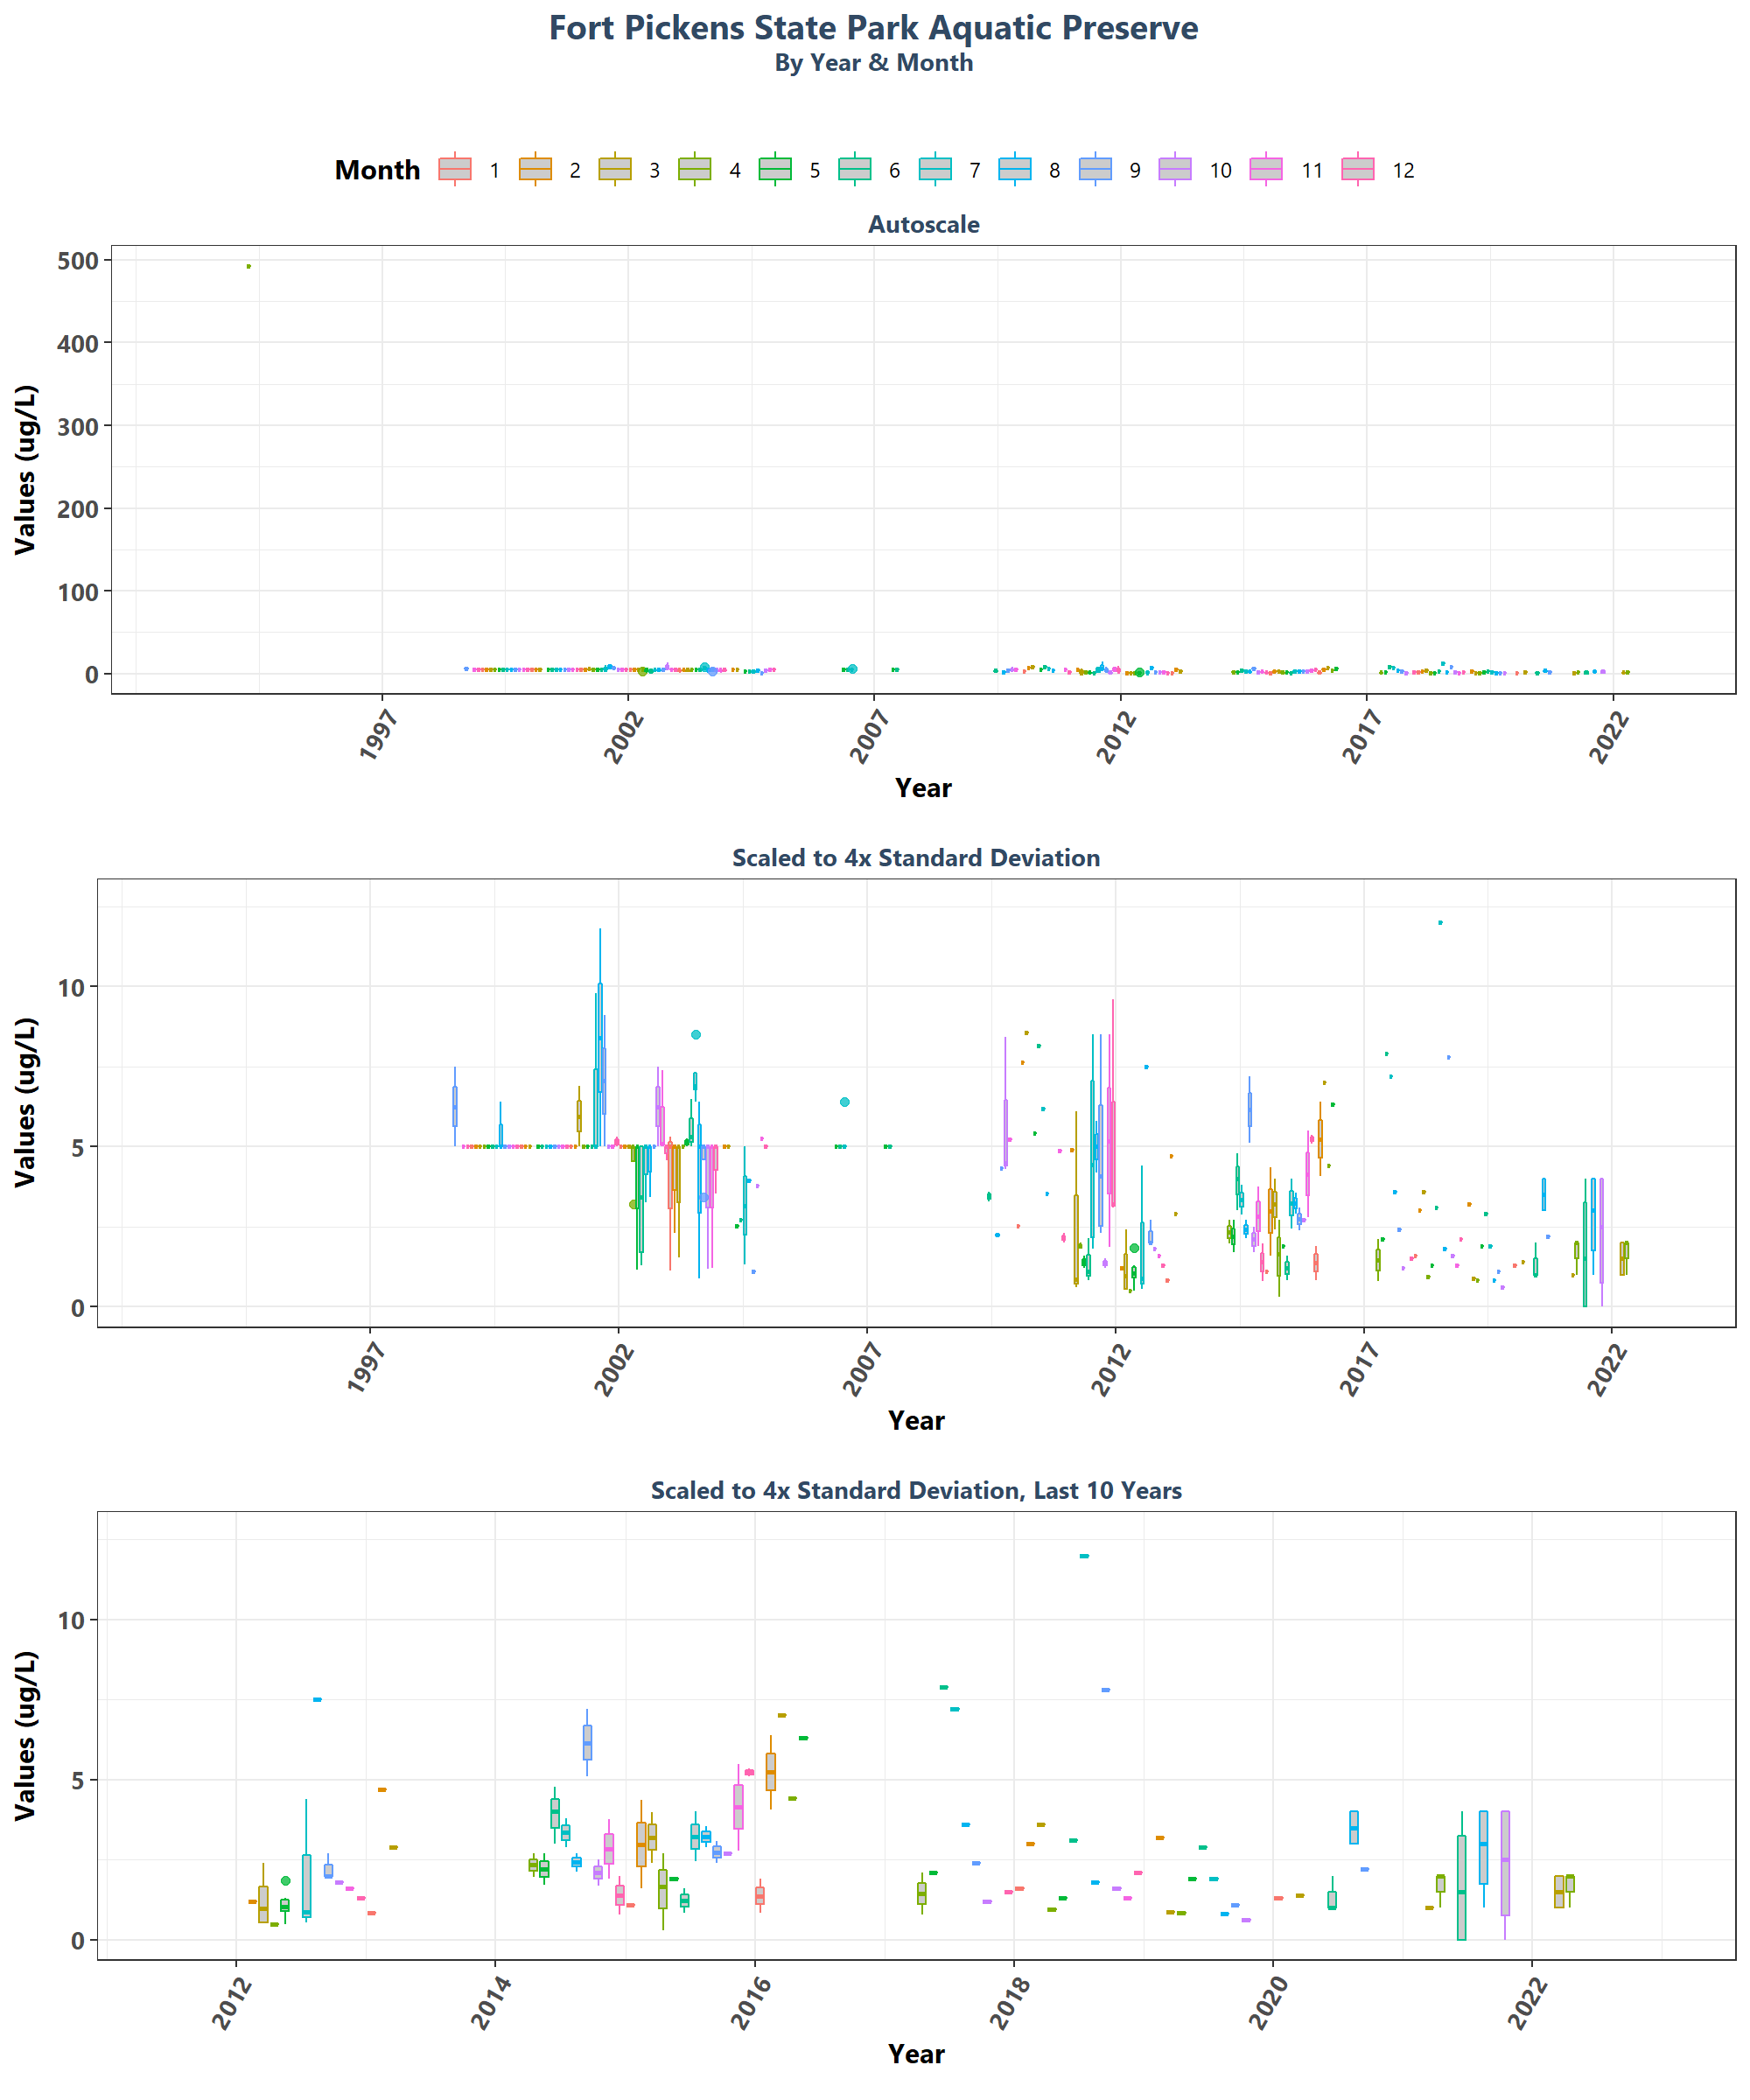 Fort Pickens State Park Aquatic Preserve
By Year & Month
Month 1 2 3 4 5 6 7 8 9 10 11 12
Autoscale
Values (ug/L)
500
400
300
200
100
0
1997 2002 2007 2012 2017 2022
Year
Scaled to 4x Standard Deviation
Values (ug/L)
10
5
0
1997 2002 2007 2012 2017 2022
Year
Scaled to 4x Standard Deviation, Last 10 Years
Values (ug/L)
10
5
0
2012 2014 2016 2018 2020 2022
Year